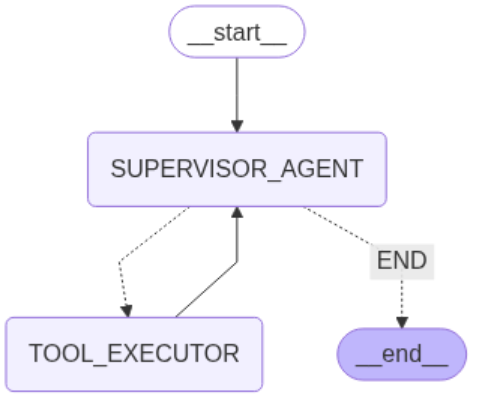 __start__
SUPERVISOR_AGENT
END
TOOL_EXECUTOR
__end__